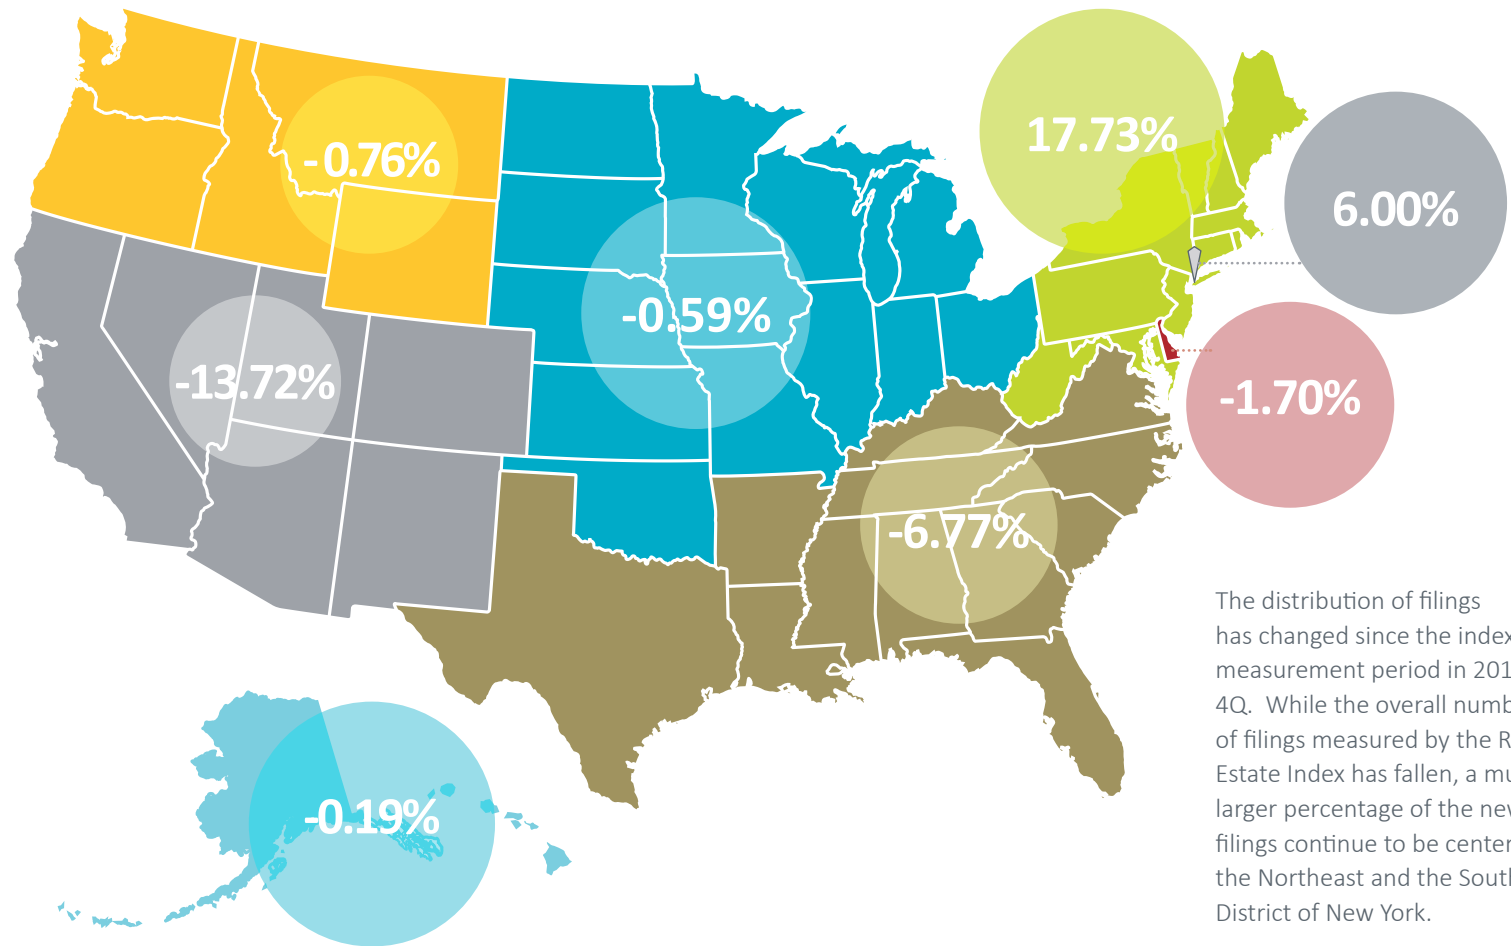 17.73%
- 0.76%
6.00%
-0.59%
-13.72%
-1.70%
-6.77%
-0.19%
The distribution of filings
has changed since the index
measurement period in
4Q. While the overall
of filings measured by the
Estate Index has fallen, a
larger percentage of the
filings continue to be
the Northeast and the
District of New York.